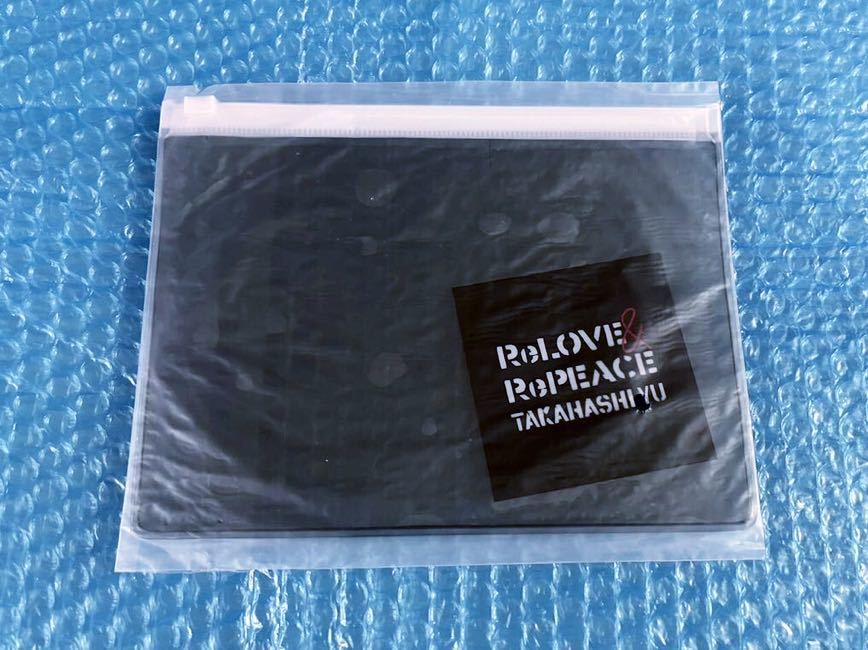 ReLOVE&
RePEACE
TAKAHASHI YU